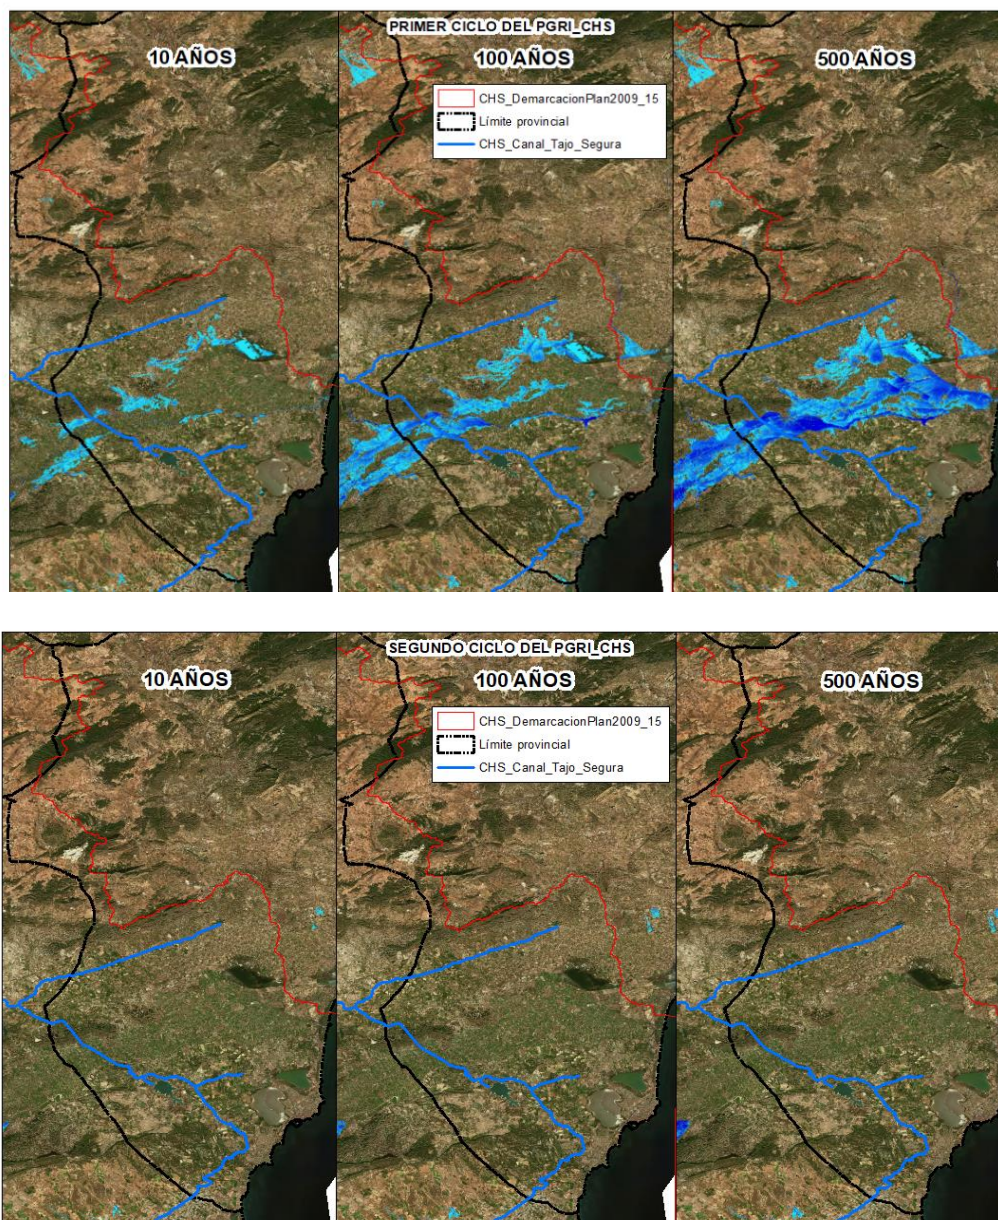 PRIMER CICLO DEL PGRI_CHS
10 AÑOS
100 AÑOS
500 AÑOS
CHS_DemarcacionPlan2009_15
Límite provincial
CHS_Canal_Tajo_Segura
SEGUNDO CICLO DEL PGRI_CHS
10 AÑOS
100 AÑOS
500 AÑOS
CHS_DemarcacionPlan2009_15
Límite provincial
CHS_Canal_Tajo_Segura